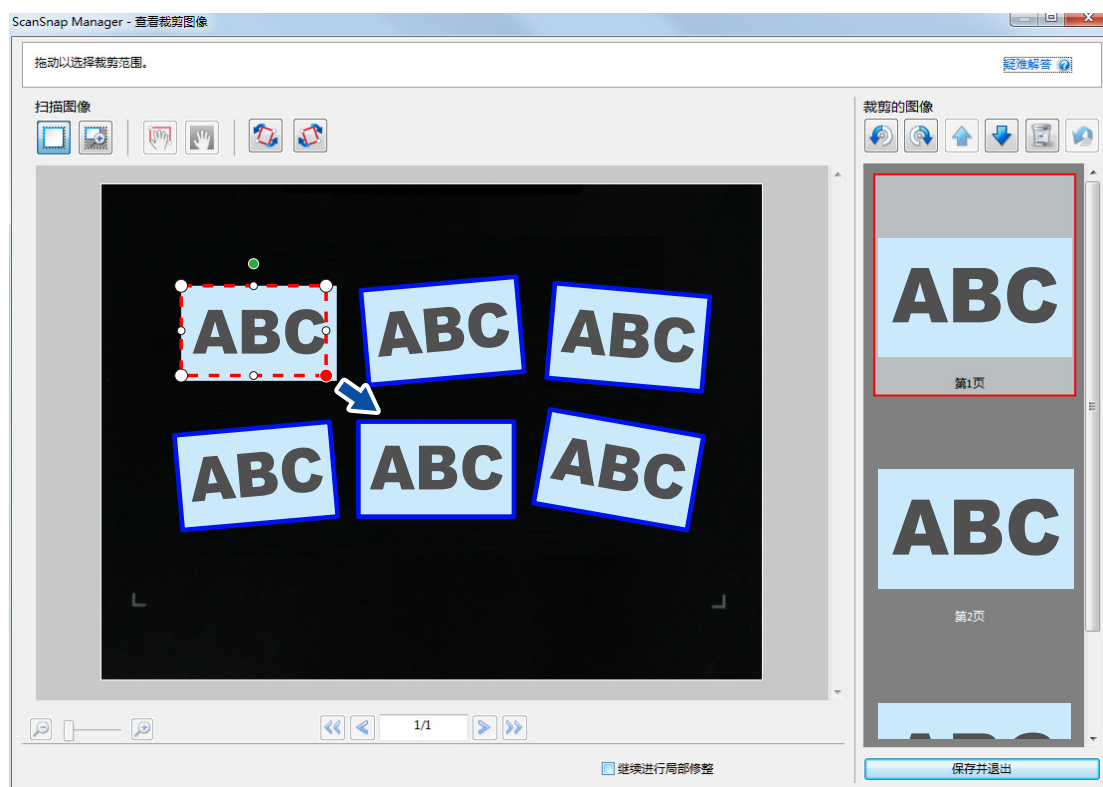 ScanSnap Manager - 查看裁剪图像
拖动以选择裁剪范围。
疑难解答 ?
扫描图像
裁剪的图像
ABC
ABC
ABC
ABC
ABC
ABC
ABC
第1页
ABC
第2页
ABC
1/1
继续进行局部修整
保存并退出